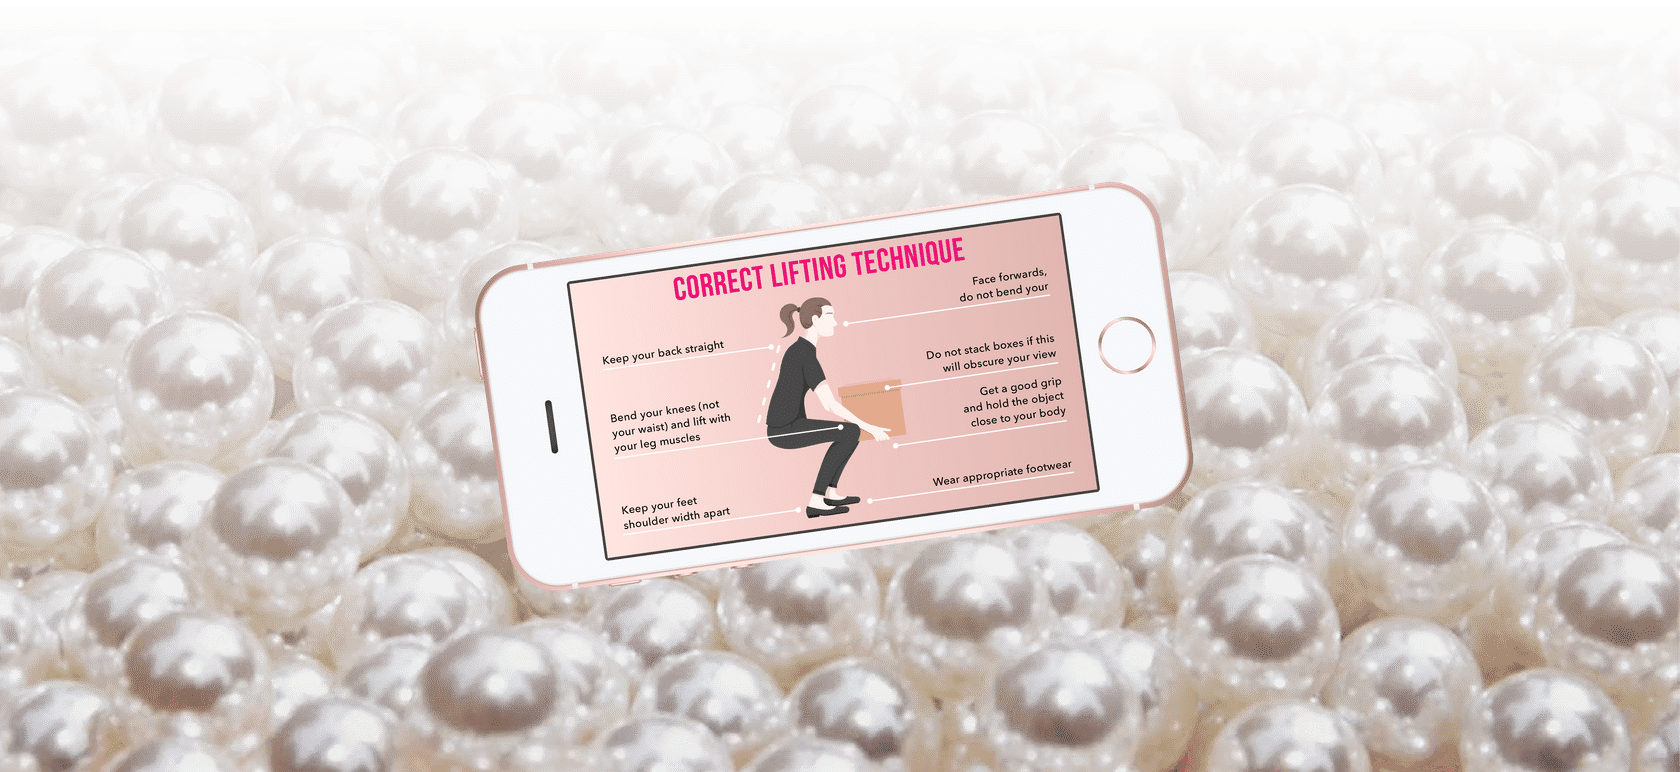 CORRECT LIFTING TECHNIQUE
Face forwards,
do not bend your
Keep your back straight
Do not stack boxes if this
will obscure your view
Get a good grip
and hold the object
close to your body
Bend your knees (not
your waist) and lift with
your leg muscles
Wear appropriate footwear
Keep your feet
shoulder width apart